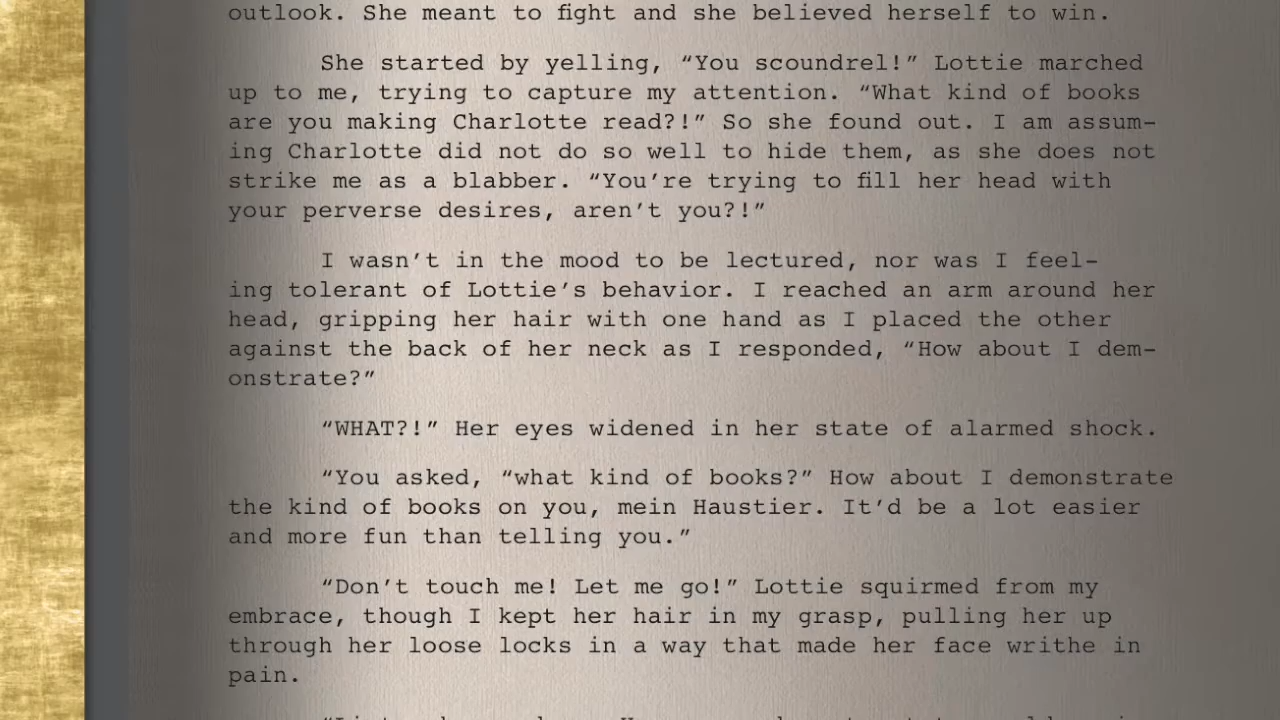 outlook. She meant to fight and she believed herself to win.
She started by yelling, “You scoundrel!” Lottie marched
up to me, trying to capture my attention. “What kind of books
are you making Charlotte read?!” So she found out. I am assum-
ing Charlotte did not do so well to hide them, as she does not
strike me as a blabber. “You’re trying to fill her head with
your perverse desires, aren’t you?!”
I wasn’t in the mood to be lectured, nor was I feel-
ing tolerant of Lottie’s behavior. I reached an arm around her
head, gripping her hair with one hand as I placed the other
against the back of her neck as I responded, “How about I dem-
onstrate?”
“WHAT?!” Her eyes widened in her state of alarmed shock.
“You asked, “what kind of books?” How about I demonstrate
the kind of books on you, mein Haustier. It’d be a lot easier
and more fun than telling you.”
“Don’t touch me! Let me go!” Lottie squirmed from my
embrace, though I kept her hair in my grasp, pulling her up
through her loose locks in a way that made her face writhe in
pain.